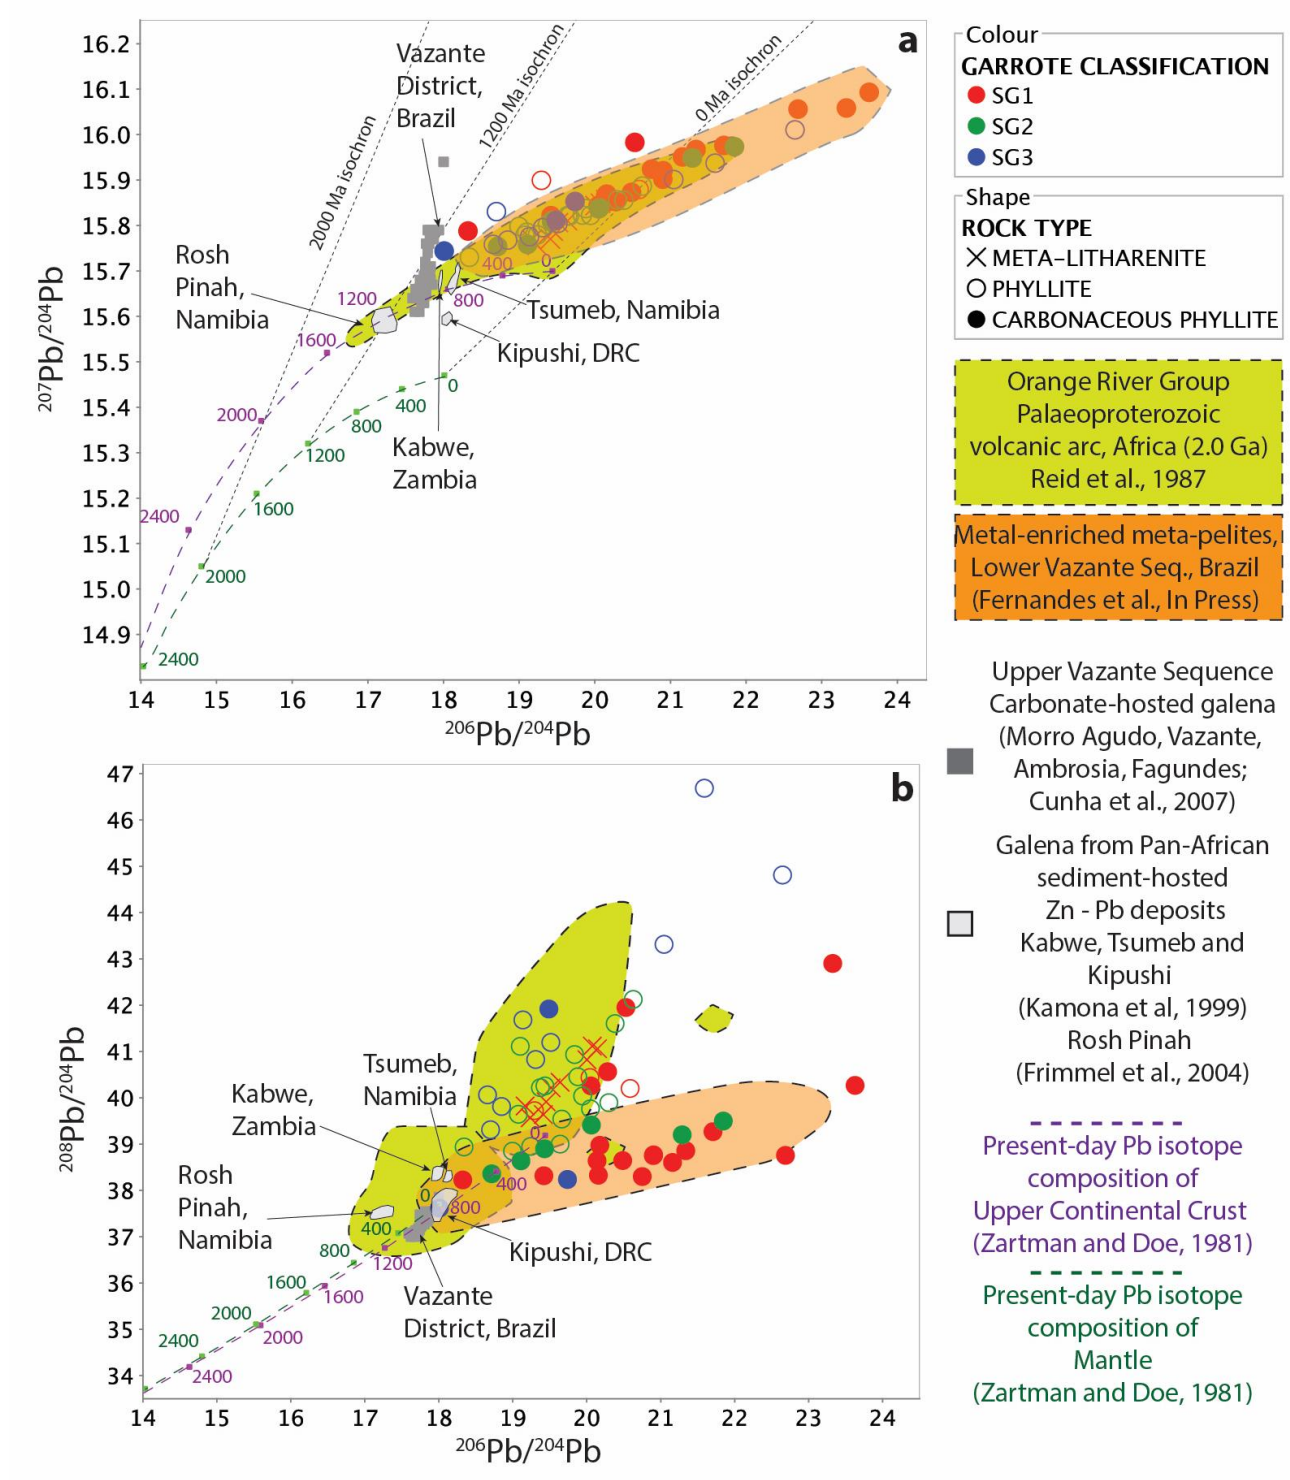 a
16.2
16.1
16.0
15.9
15.8
15.7
15.6
15.5
15.4
15.3
15.2
15.1
15.0
14.9
207Pb/204Pb
14
15
16
17
18
19
20
21
22
23
24
206Pb/204Pb
Vazante
District,
Brazil
2000 Ma isochron
1200 Ma isochron
0 Ma isochron
Rosh
Pinah,
Namibia
Tsumeb, Namibia
Kipushi, DRC
Kabwe,
Zambia
0
400
800
1200
1600
2000
2400
0
400
800
1200
1600
2000
2400
b
47
46
45
44
43
42
41
40
39
38
37
36
35
34
208Pb/204Pb
14
15
16
17
18
19
20
21
22
23
24
206Pb/204Pb
Tsumeb,
Namibia
Kabwe,
Zambia
Rosh
Pinah,
Namibia
Kipushi, DRC
Vazante
District, Brazil
0
400
800
1200
1600
2000
2400
0
400
800
1600
2000
2400
Colour
GARROTE CLASSIFICATION
SG1
SG2
SG3
Shape
ROCK TYPE
META-LITHARENITE
PHYLLITE
CARBONACEOUS PHYLLITE
Orange River Group
Palaeoproterozoic
volcanic arc, Africa (2.0 Ga)
Reid et al., 1987
Metal-enriched meta-pelites,
Lower Vazante Seq., Brazil
(Fernandes et al., In Press)
Upper Vazante Sequence
Carbonate-hosted galena
(Morro Agudo, Vazante,
Ambrosia, Fagundes;
Cunha et al., 2007)
Galena from Pan-African
sediment-hosted
Zn - Pb deposits
Kabwe, Tsumeb and
Kipushi
(Kamona et al, 1999)
Rosh Pinah
(Frimmel et al., 2004)
Present-day Pb isotope
composition of
Upper Continental Crust
(Zartman and Doe, 1981)
Present-day Pb isotope
composition of
Mantle
(Zartman and Doe, 1981)